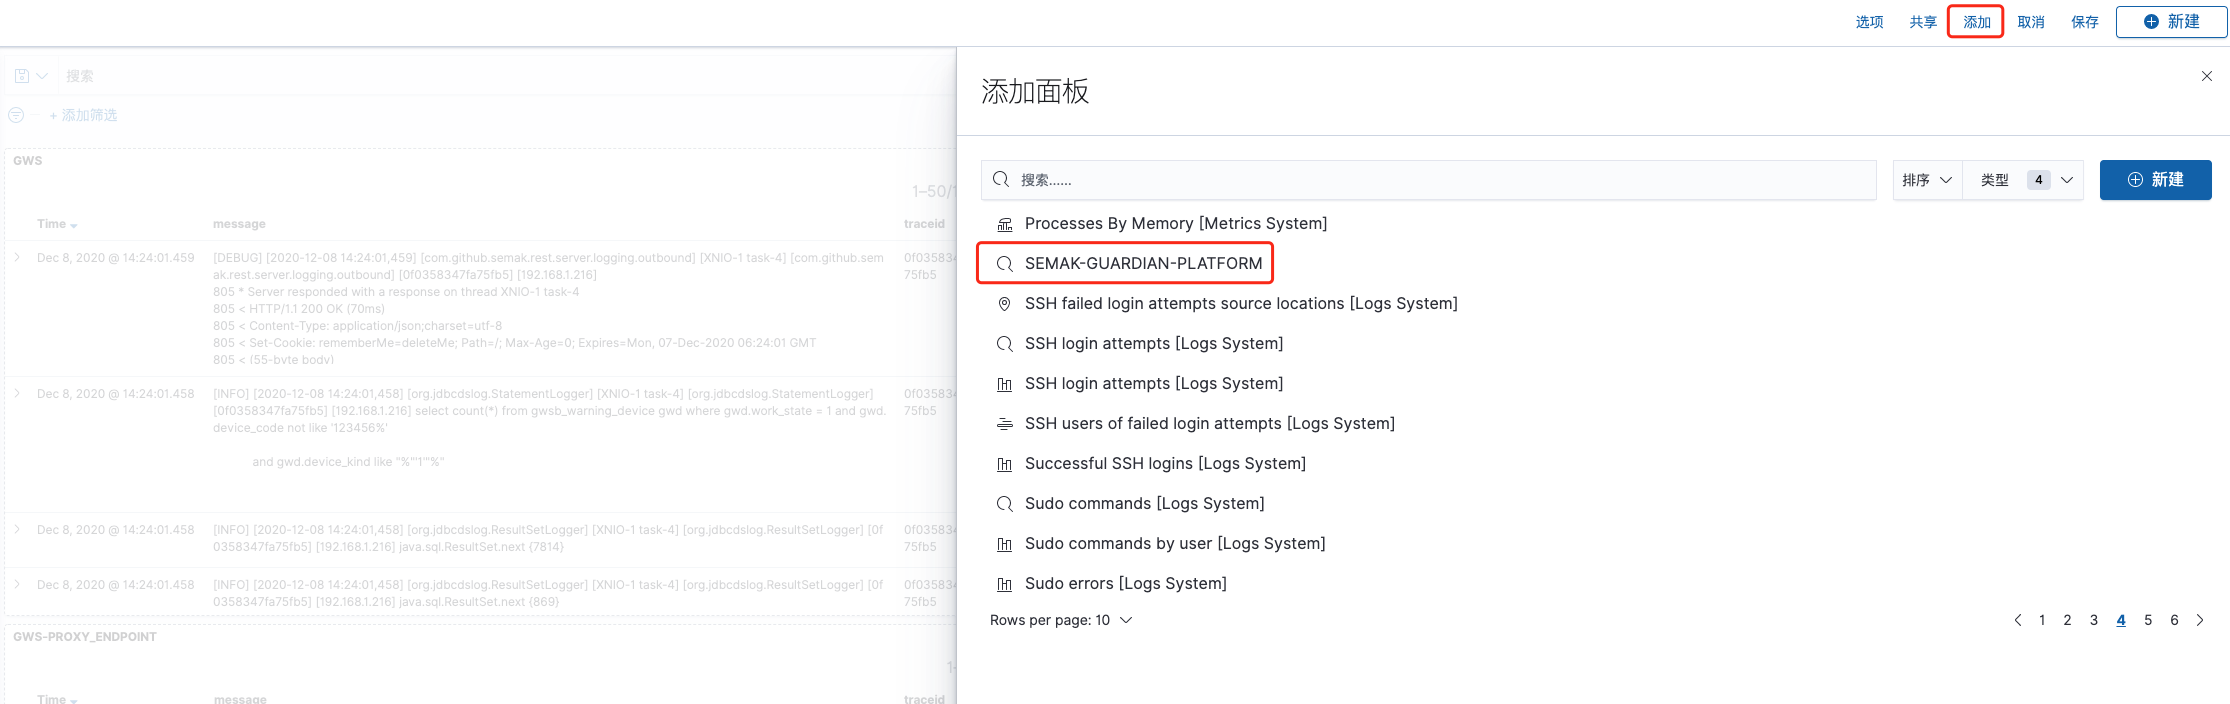 选项 共享 添加 取消 保存 新建
搜索
+ 添加筛选
GWS
1–50/1
Time message traceid
Dec 8, 2020 @ 14:24:01.459 [DEBUG] [2020-12-08 14:24:01,459] [com.github.semak.rest.server.logging.outbound] [XNIO-1 task-4] [com.github.sem 0f0358
ak.rest.server.logging.outbound] [0f0358347fa75fb5] [192.168.1.216] 75fb5
805 * Server responded with a response on thread XNIO-1 task-4
805 < HTTP/1.1 200 OK (70ms)
805 < Content-Type: application/json;charset=utf-8
805 < Set-Cookie: rememberMe=deleteMe; Path=/; Max-Age=0; Expires=Mon, 07-Dec-2020 06:24:01 GMT
805 < (55-byte body)
Dec 8, 2020 @ 14:24:01.458 [INFO] [2020-12-08 14:24:01,458] [org.jdbcdslog.StatementLogger] [XNIO-1 task-4] [org.jdbcdslog.StatementLogger] 0f0358
[0f0358347fa75fb5] [192.168.1.216] select count(*) from gwsb_warning_device gwd where gwd.work_state = 1 and gwd. 75fb5
device_code not like '123456%'
and gwd.device_kind like "%"'1'"%"
Dec 8, 2020 @ 14:24:01.458 [INFO] [2020-12-08 14:24:01,458] [org.jdbcdslog.ResultSetLogger] [XNIO-1 task-4] [org.jdbcdslog.ResultSetLogger] [0f 0f0358
0358347fa75fb5] [192.168.1.216] java.sql.ResultSet.next {7814} 75fb5
Dec 8, 2020 @ 14:24:01.458 [INFO] [2020-12-08 14:24:01,458] [org.jdbcdslog.ResultSetLogger] [XNIO-1 task-4] [org.jdbcdslog.ResultSetLogger] [0f 0f0358
0358347fa75fb5] [192.168.1.216] java.sql.ResultSet.next {869} 75fb5
GWS-PROXY_ENDPOINT
1-
Time message traceid
添加面板
搜索...... 排序 类型 4 新建
Processes By Memory [Metrics System]
SEMAK-GUARDIAN-PLATFORM
SSH failed login attempts source locations [Logs System]
SSH login attempts [Logs System]
SSH login attempts [Logs System]
SSH users of failed login attempts [Logs System]
Successful SSH logins [Logs System]
Sudo commands [Logs System]
Sudo commands by user [Logs System]
Sudo errors [Logs System]
Rows per page: 10 1 2 3 4 5 6